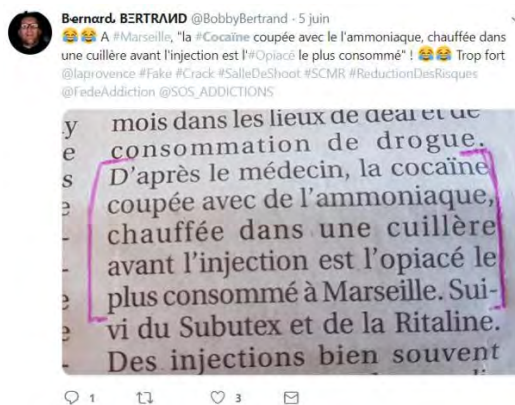 Bernard BERTRAND @BobbyBertrand · 5 juin
😂😂 A #Marseille, "la #Cocaïne coupée avec le l'ammoniaque, chauffée dans
une cuillère avant l'injection est l'#Opiacé le plus consommé" ! 😂😂 Trop fort
@laprovence #Fake #Crack #SalleDeShoot #SCMR #ReductionDesRisques
@FedeAddiction @SOS_ADDICTIONS
y mois dans les lieux de deal et de
e consommation de drogue.
s D'après le médecin, la cocaïne
e coupée avec de l'ammoniaque,
- chauffée dans une cuillère
- avant l'injection est l'opiacé le
e plus consommé à Marseille. Sui-
e vi du Subutex et de la Ritaline.
- Des injections bien souvent
1 3